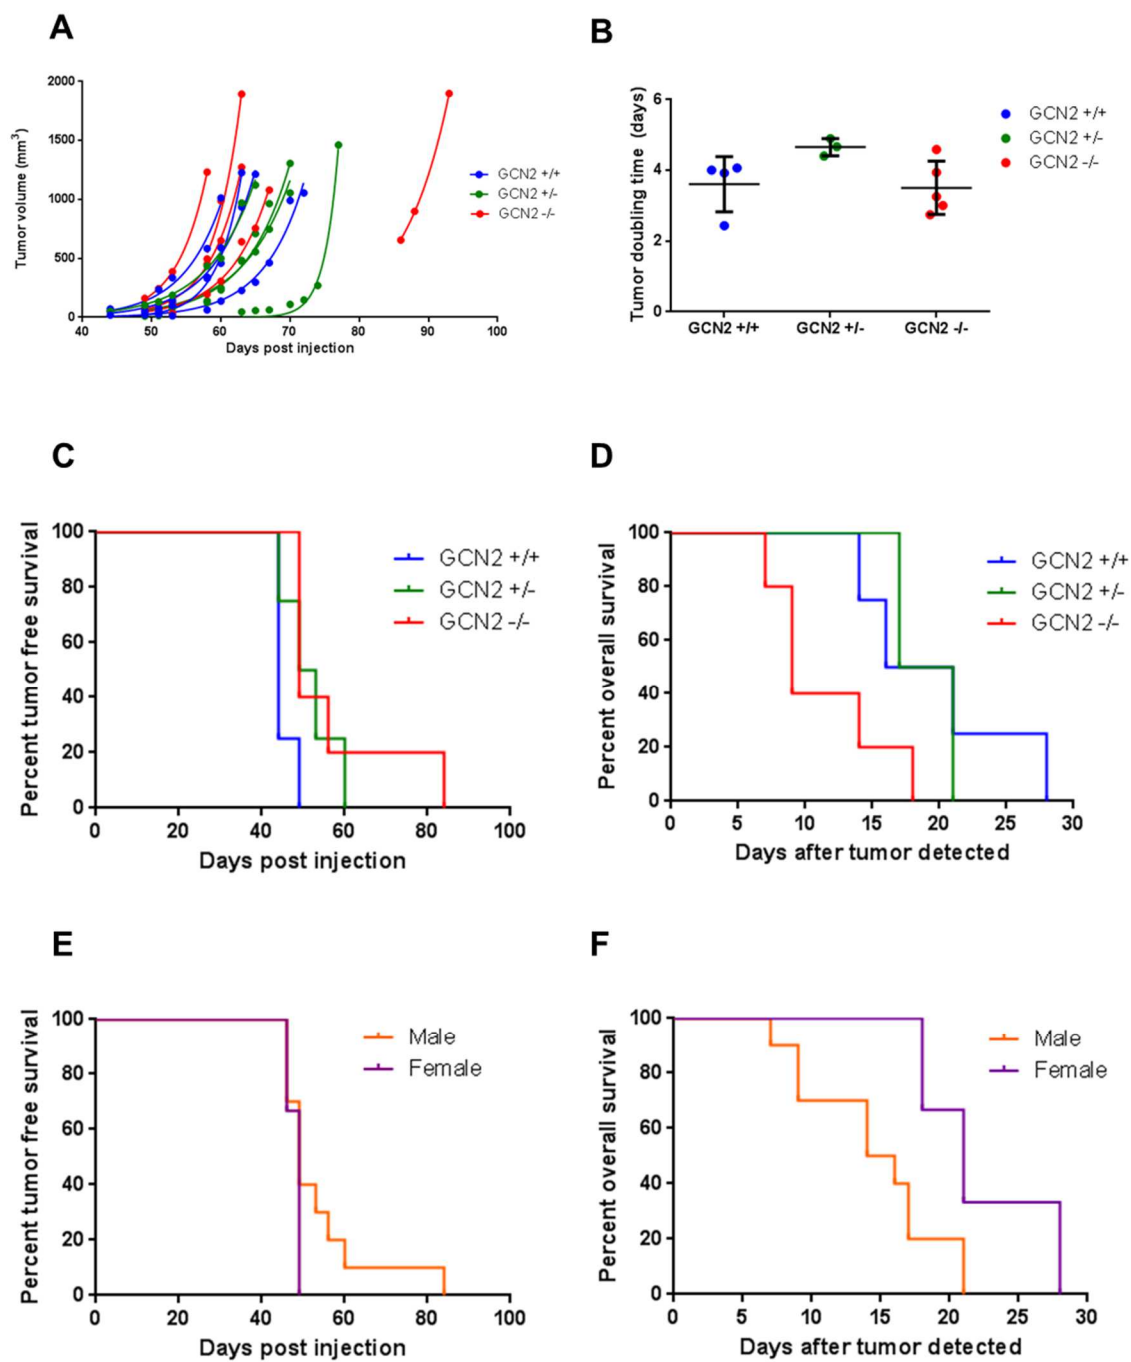 A
B
Tumor volume (mm3)
2000
1500
1000
500
0
40 50 60 70 80 90 100
Days post injection
GCN2 +/+
GCN2 +/-
GCN2 -/-
Tumor doubling time (days)
6
4
2
0
GCN2 +/+ GCN2 +/- GCN2 -/-
GCN2 +/+
GCN2 +/-
GCN2 -/-
C
D
Percent tumor free survival
100
80
60
40
20
0
0 20 40 60 80 100
Days post injection
GCN2 +/+
GCN2 +/-
GCN2 -/-
Percent overall survival
100
80
60
40
20
0
0 5 10 15 20 25 30
Days after tumor detected
GCN2 +/+
GCN2 +/-
GCN2 -/-
E
F
Percent tumor free survival
100
80
60
40
20
0
0 20 40 60 80 100
Days post injection
Male
Female
Percent overall survival
100
80
60
40
20
0
0 5 10 15 20 25 30
Days after tumor detected
Male
Female